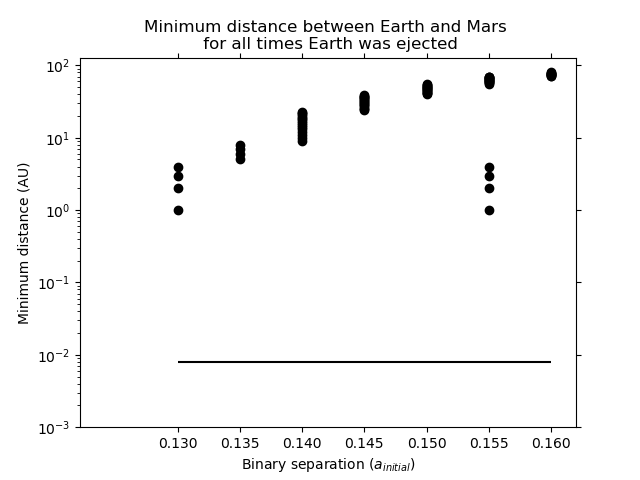 Minimum distance between Earth and Mars
for all times Earth was ejected
Minimum distance (AU)
10²
10¹
10⁰
10⁻¹
10⁻²
10⁻³
0.130 0.135 0.140 0.145 0.150 0.155 0.160
Binary separation (a_initial)